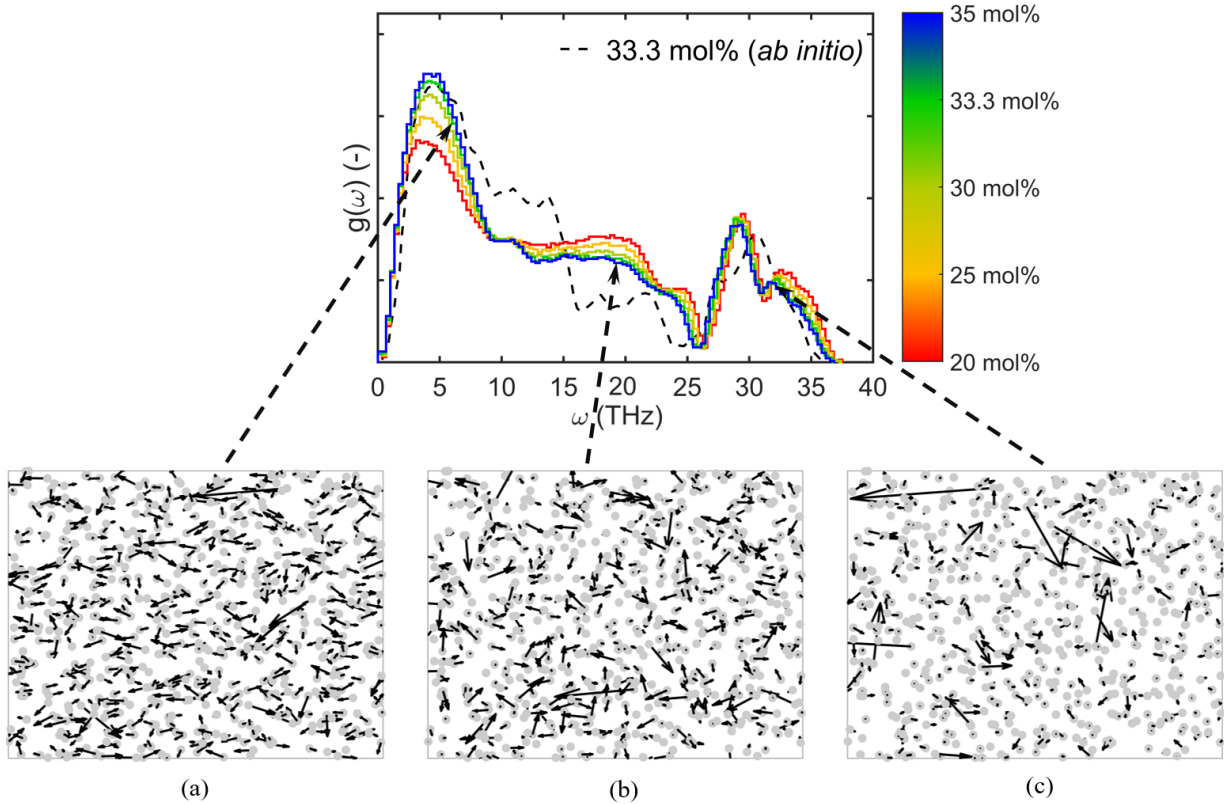 33.3 mol% (ab initio)
g(ω) (-)
0 5 10 15 20 25 30 35 40
ω (THz)
35 mol%
33.3 mol%
30 mol%
25 mol%
20 mol%
(a) (b) (c)